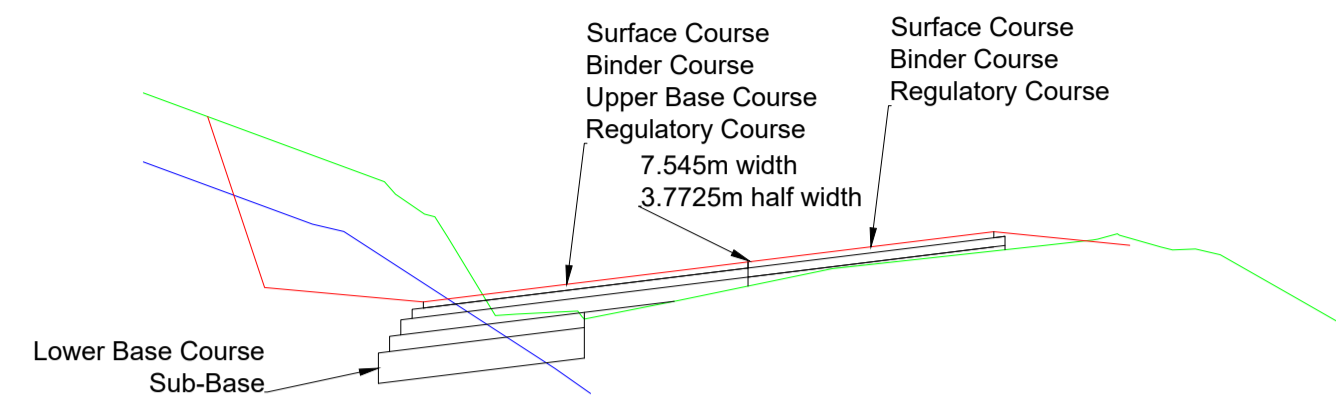 Surface Course
Binder Course
Upper Base Course
Regulatory Course
7.545m width
3.7725m half width
Surface Course
Binder Course
Regulatory Course
Lower Base Course
Sub-Base